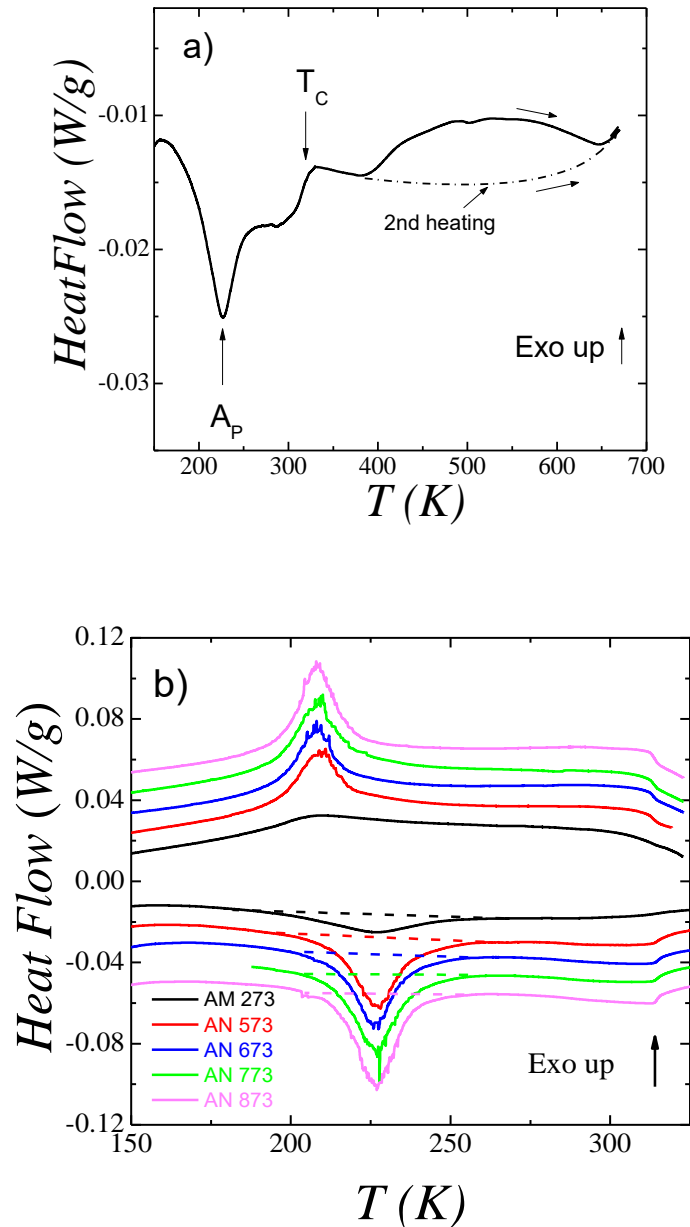 a)
T_C
-0.01
-0.02
-0.03
HeatFlow (W/g)
2nd heating
Exo up
A_P
200 300 400 500 600 700
T (K)
b)
0.12
0.08
0.04
0.00
-0.04
-0.08
-0.12
Heat Flow (W/g)
AM 273
AN 573
AN 673
AN 773
AN 873
Exo up
150 200 250 300
T (K)